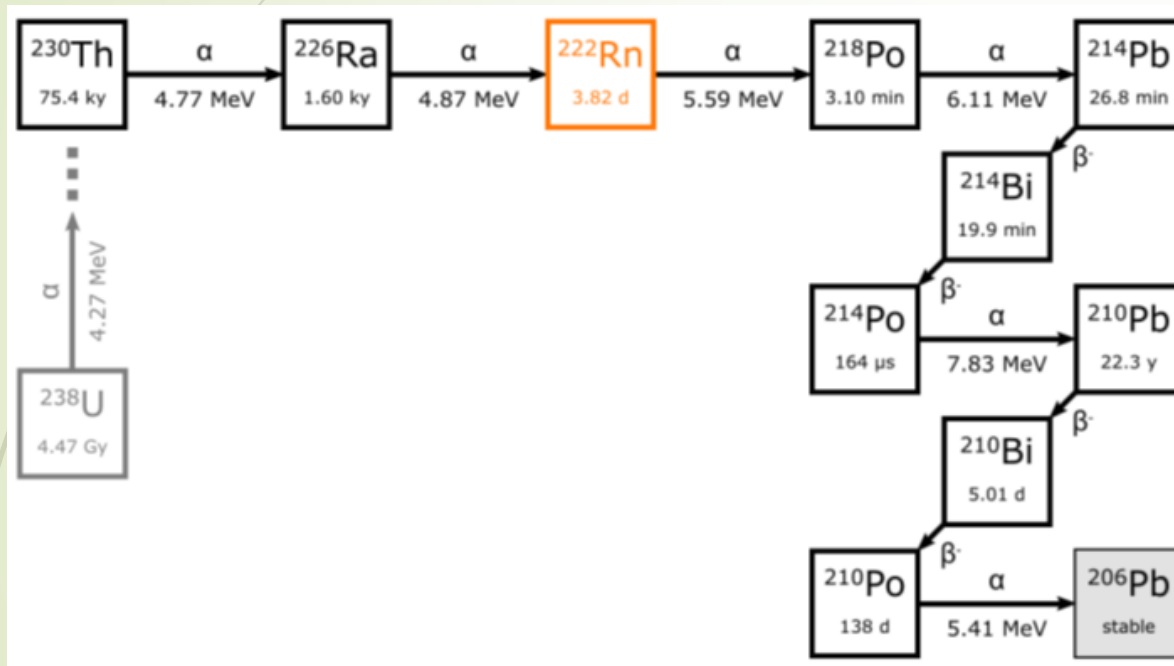 ²³⁰Th
75.4 ky
α
4.77 MeV
²²⁶Ra
1.60 ky
α
4.87 MeV
²²²Rn
3.82 d
α
5.59 MeV
²¹⁸Po
3.10 min
α
6.11 MeV
²¹⁴Pb
26.8 min
β⁻
²¹⁴Bi
19.9 min
β⁻
²¹⁴Po
164 µs
α
7.83 MeV
²¹⁰Pb
22.3 y
β⁻
²¹⁰Bi
5.01 d
β⁻
²¹⁰Po
138 d
α
5.41 MeV
²⁰⁶Pb
stable
α
4.27 MeV
²³⁸U
4.47 Gy